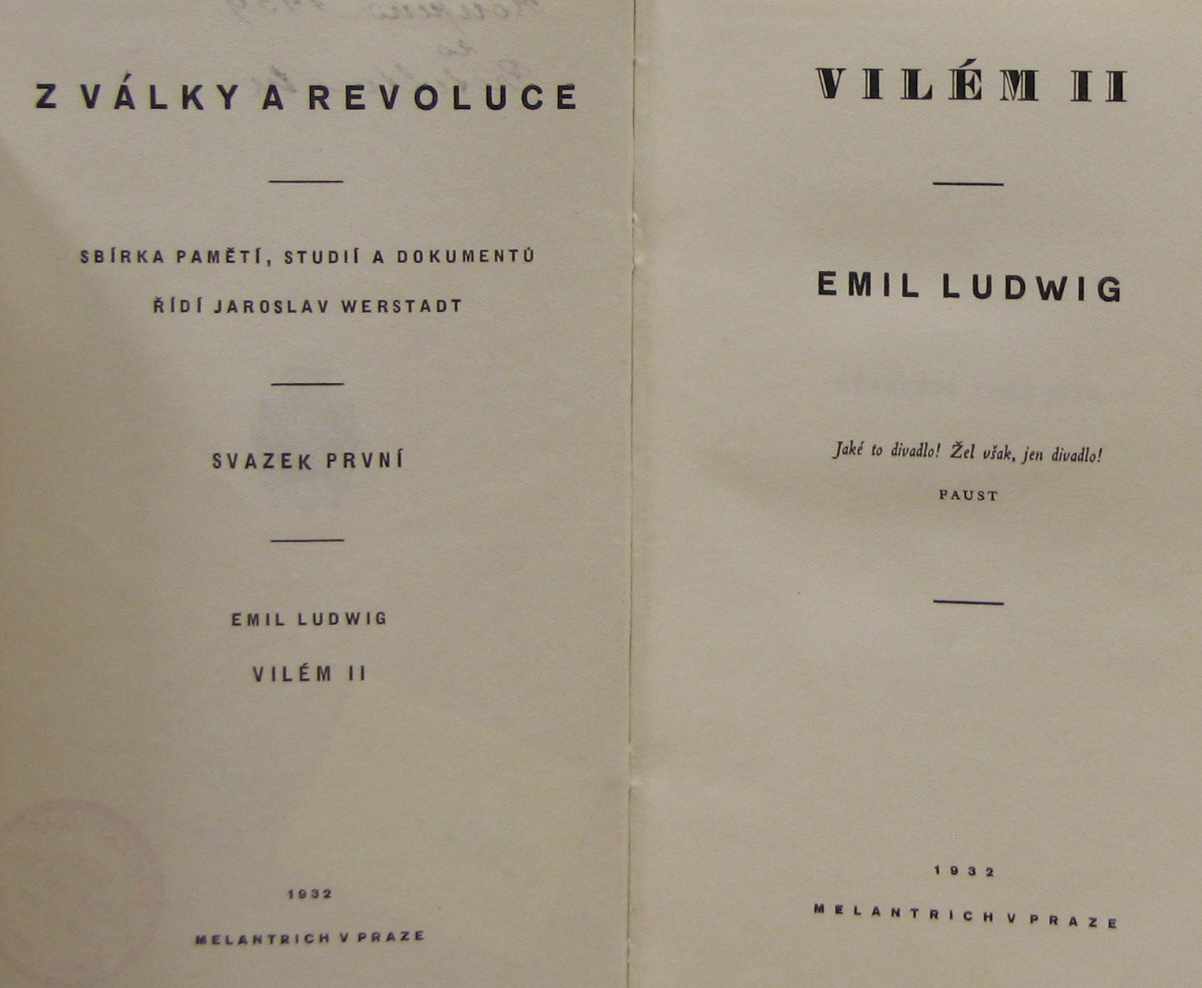 Z VÁLKY A REVOLUCE
SBÍRKA PAMĚTÍ, STUDIÍ A DOKUMENTŮ
ŘÍDÍ JAROSLAV WERSTADT
SVAZEK PRVNÍ
EMIL LUDWIG
VILÉM II
1932
MELANTRICH V PRAZE
VILÉM II
EMIL LUDWIG
Jaké to divadlo! Žel však, jen divadlo!
FAUST
1932
MELANTRICH V PRAZE